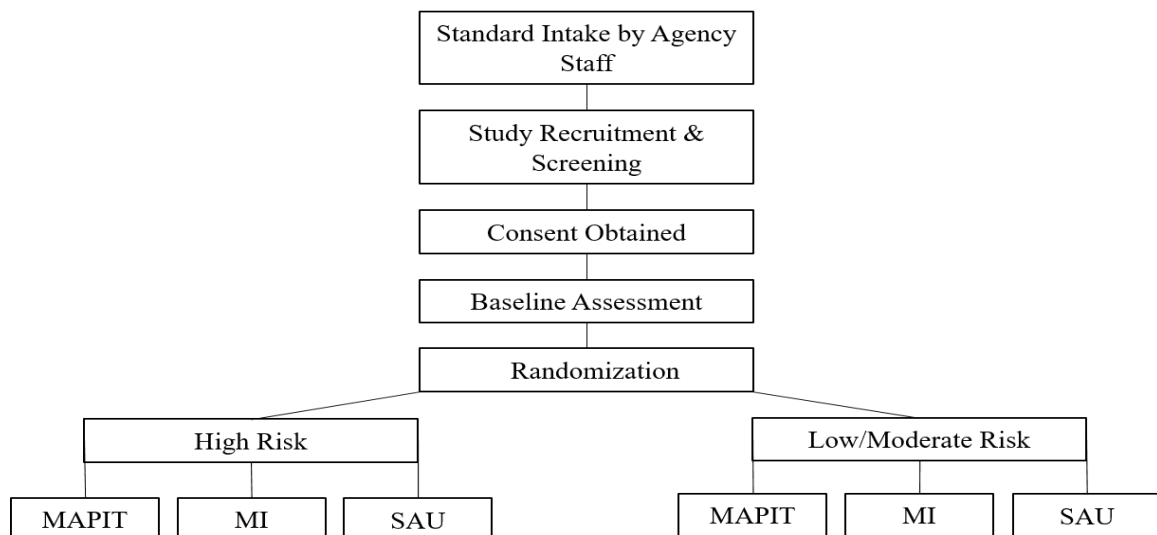 Standard Intake by Agency
Staff
Study Recruitment &
Screening
Consent Obtained
Baseline Assessment
Randomization
High Risk
Low/Moderate Risk
MAPIT
MI
SAU
MAPIT
MI
SAU